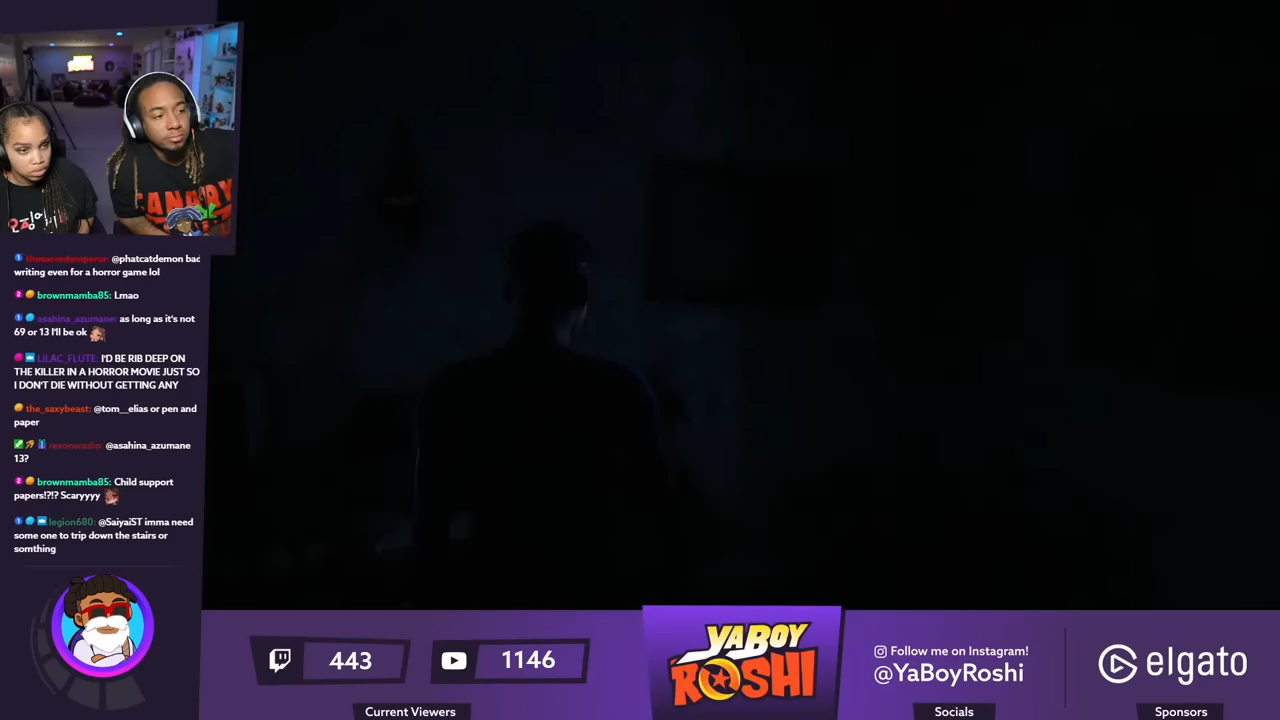 thesacredemperor: @phatcatdemon bad
writing even for a horror game lol
brownmamba85: Lmao
asahina_azumane: as long as it's not
69 or 13 I'll be ok
LILAC_FLUTE: I'D BE RIB DEEP ON
THE KILLER IN A HORROR MOVIE JUST SO
I DON'T DIE WITHOUT GETTING ANY
the_saxybeast: @tom__elias or pen and
paper
rexoneradio: @asahina_azumane
13?
brownmamba85: Child support
papers!?!? Scaryyyy
legion680: @SaiyaiST imma need
some one to trip down the stairs or
somthing
443
1146
Current Viewers
YABOY
ROSHI
Follow me on Instagram!
@YaBoyRoshi
Socials
elgato
Sponsors